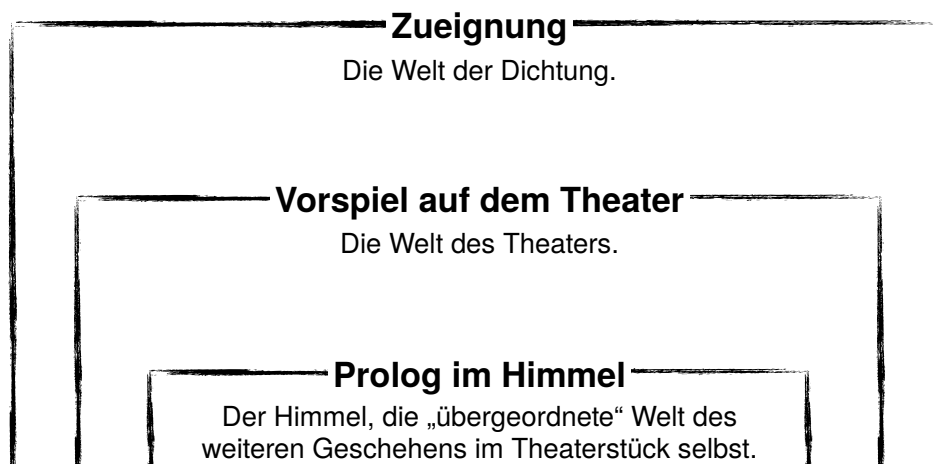 Zueignung
Die Welt der Dichtung.
Vorspiel auf dem Theater
Die Welt des Theaters.
Prolog im Himmel
Der Himmel, die „übergeordnete“ Welt des
weiteren Geschehens im Theaterstück selbst.